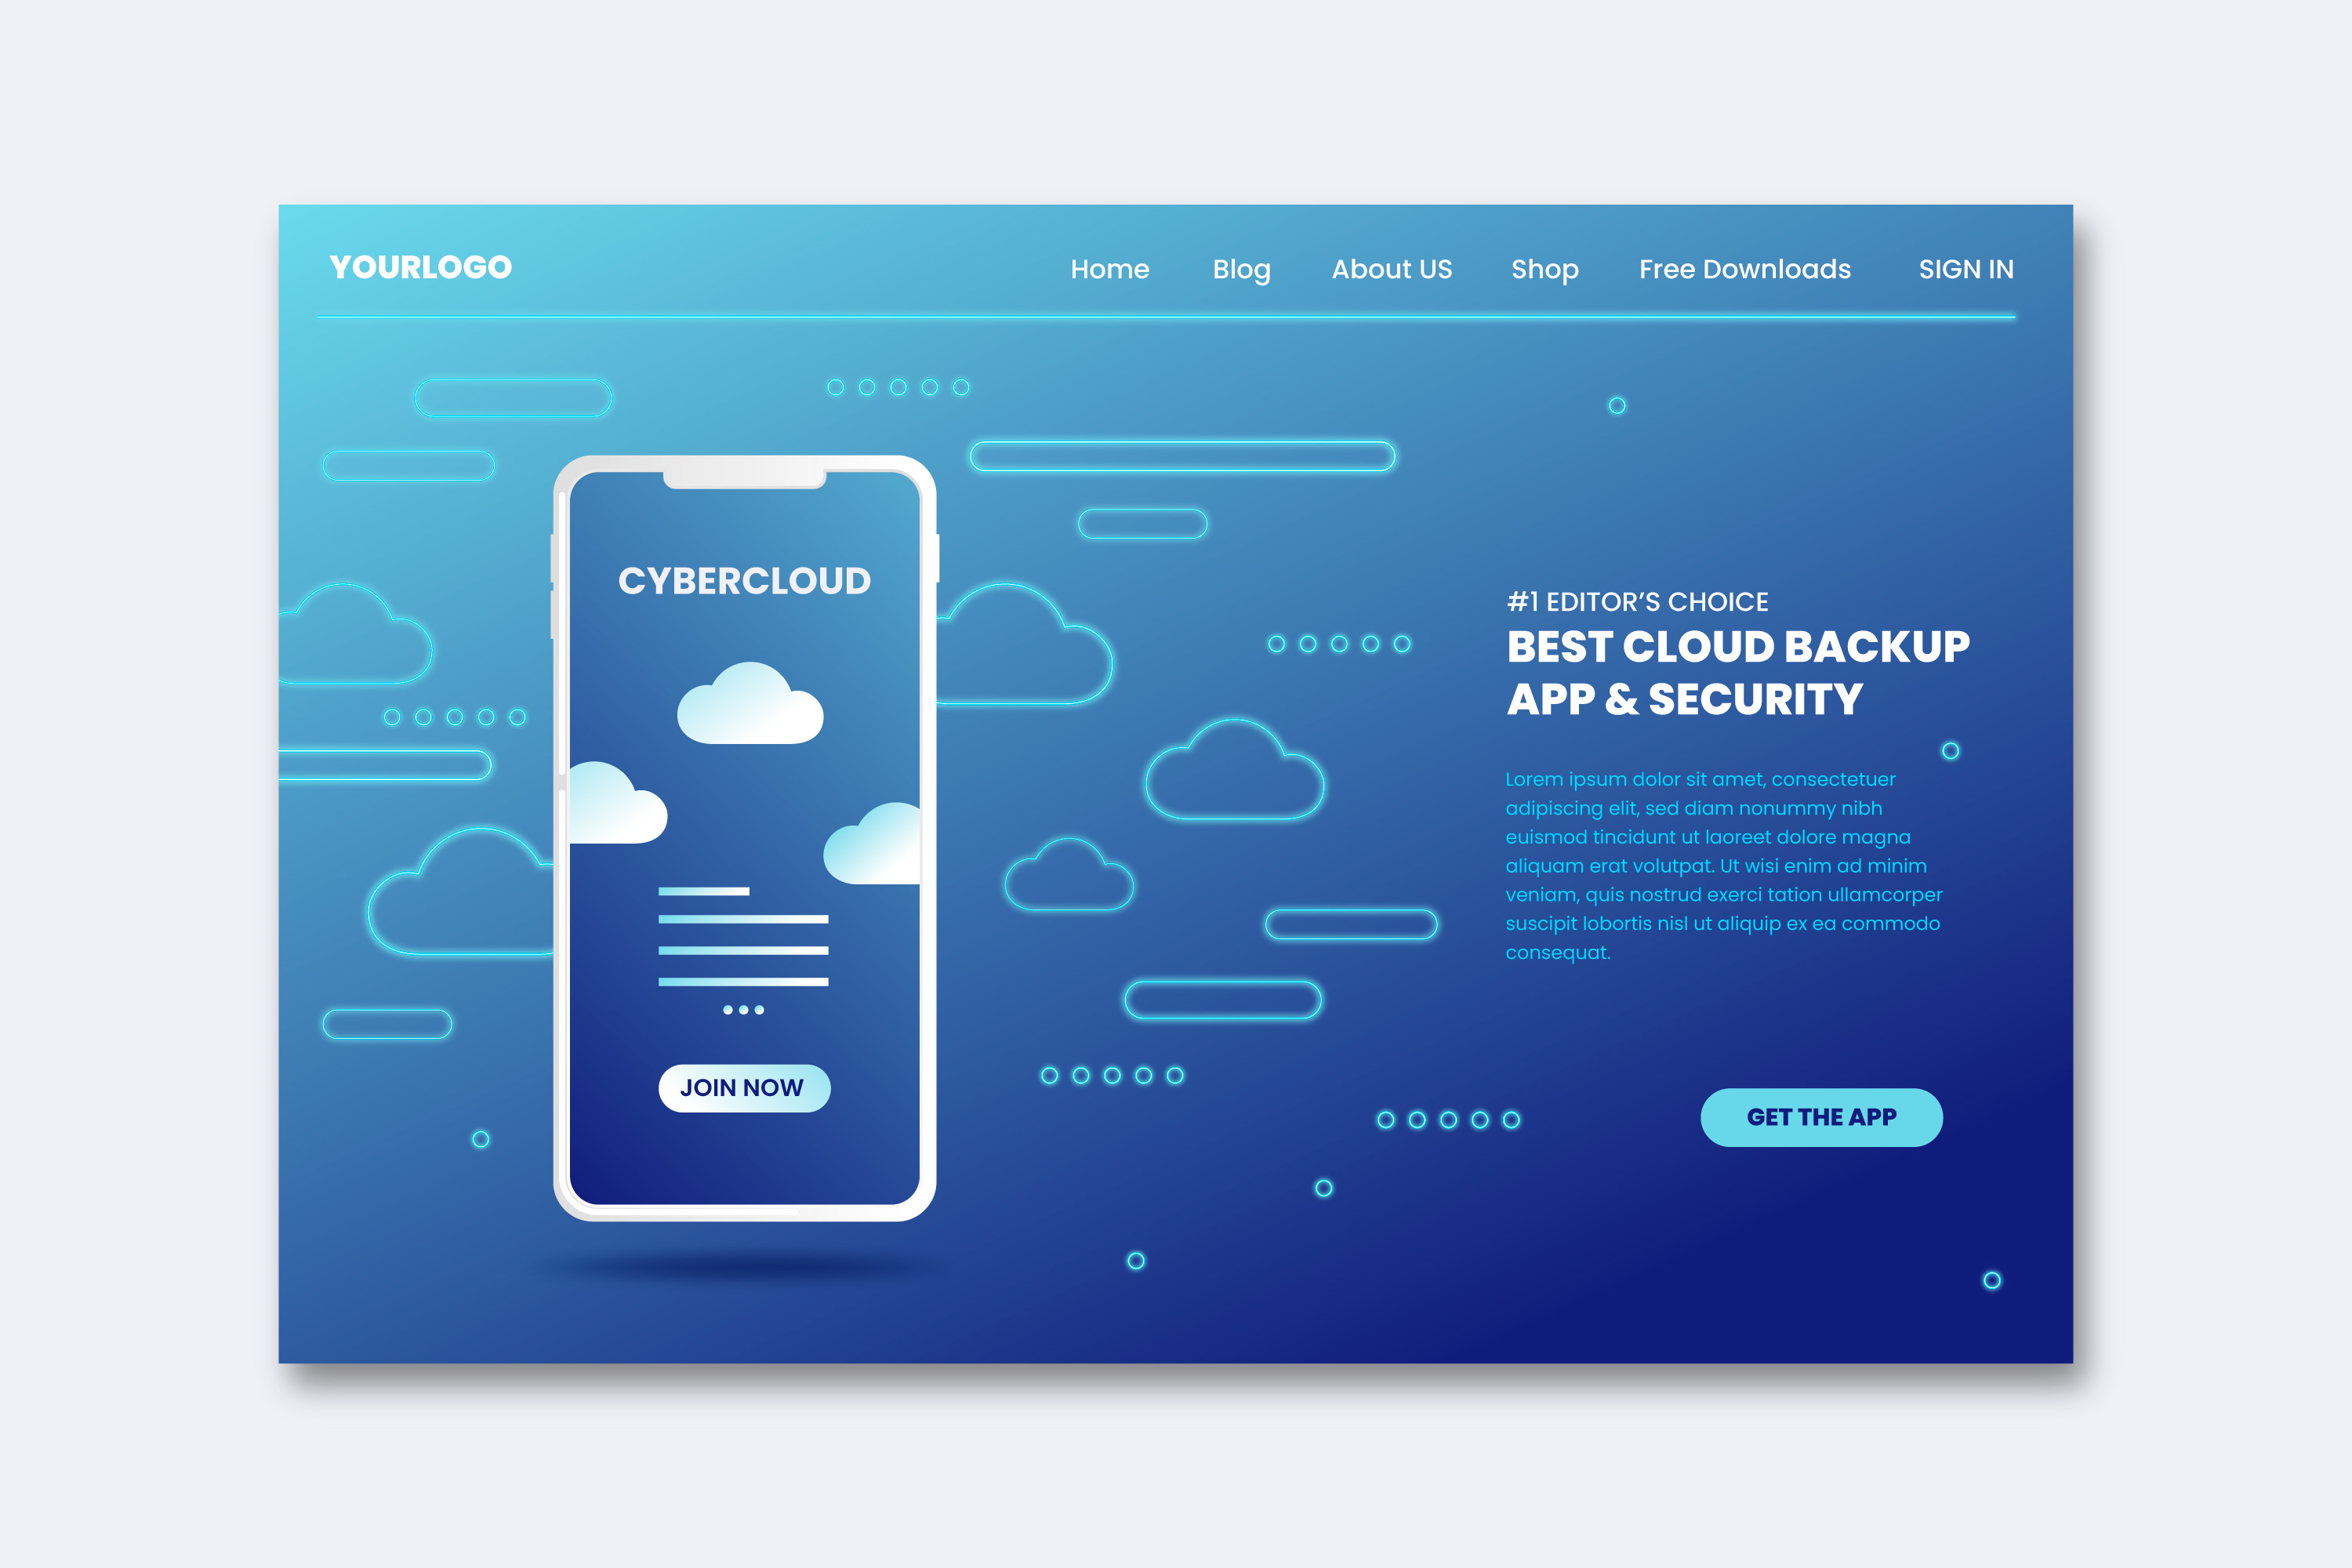 YOURLOGO
Home Blog About US Shop Free Downloads SIGN IN
CYBERCLOUD
JOIN NOW
#1 EDITOR’S CHOICE
BEST CLOUD BACKUP
APP & SECURITY
Lorem ipsum dolor sit amet, consectetuer
adipiscing elit, sed diam nonummy nibh
euismod tincidunt ut laoreet dolore magna
aliquam erat volutpat. Ut wisi enim ad minim
veniam, quis nostrud exerci tation ullamcorper
suscipit lobortis nisl ut aliquip ex ea commodo
consequat.
GET THE APP